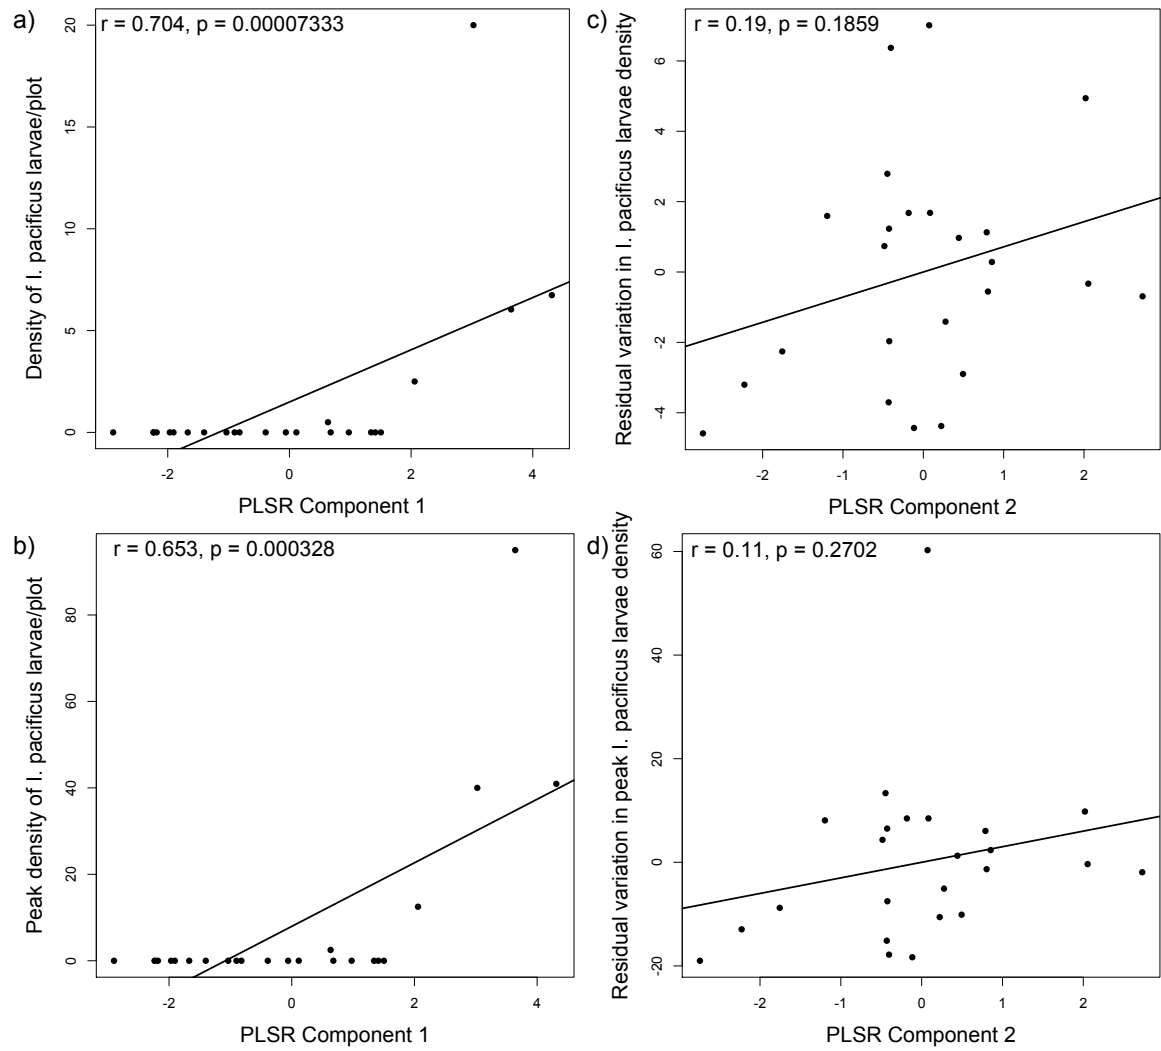 a)
r = 0.704, p = 0.00007333
Density of I. pacificus larvae/plot
20
15
10
5
0
-2
0
2
4
PLSR Component 1
c)
r = 0.19, p = 0.1859
Residual variation in I. pacificus larvae density
6
4
2
0
-2
-4
-2
-1
0
1
2
PLSR Component 2
b)
r = 0.653, p = 0.000328
Peak density of I. pacificus larvae/plot
80
60
40
20
0
-2
0
2
4
PLSR Component 1
d)
r = 0.11, p = 0.2702
Residual variation in peak I. pacificus larvae density
60
40
20
0
-20
-2
-1
0
1
2
PLSR Component 2